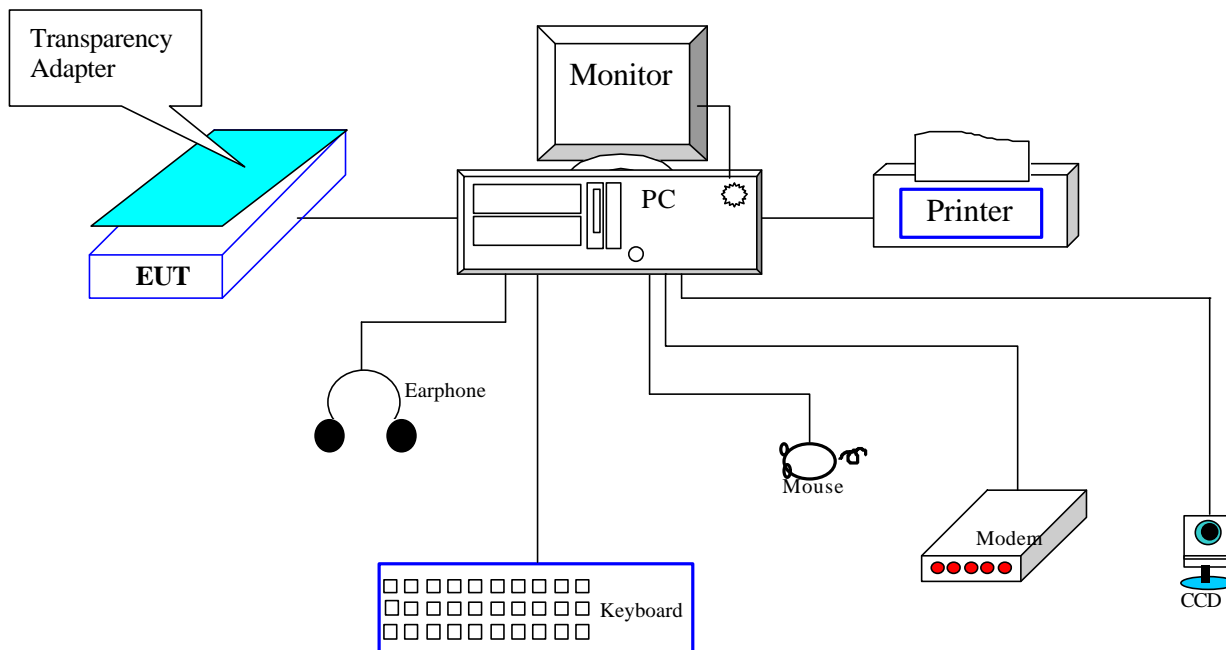 Transparency
Adapter
Monitor
PC
Printer
EUT
Earphone
Mouse
Modem
CCD
Keyboard